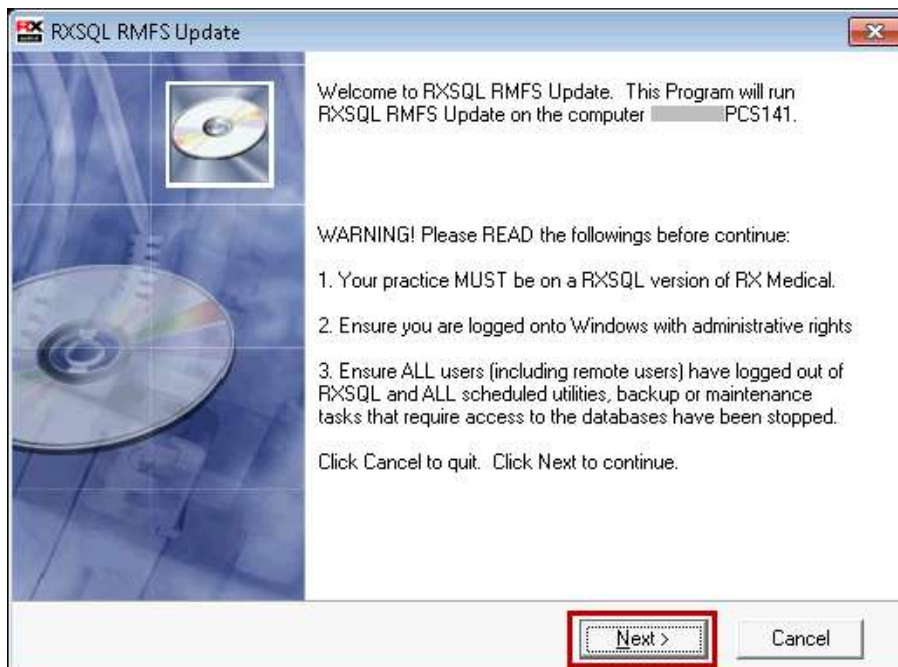 RX
RXSQL RMFS Update
Welcome to RXSQL RMFS Update. This Program will run
RXSQL RMFS Update on the computer PCS141.
WARNING! Please READ the followings before continue:
1. Your practice MUST be on a RXSQL version of RX Medical.
2. Ensure you are logged onto Windows with administrative rights
3. Ensure ALL users (including remote users) have logged out of
RXSQL and ALL scheduled utilities, backup or maintenance
tasks that require access to the databases have been stopped.
Click Cancel to quit. Click Next to continue.
Next >
Cancel